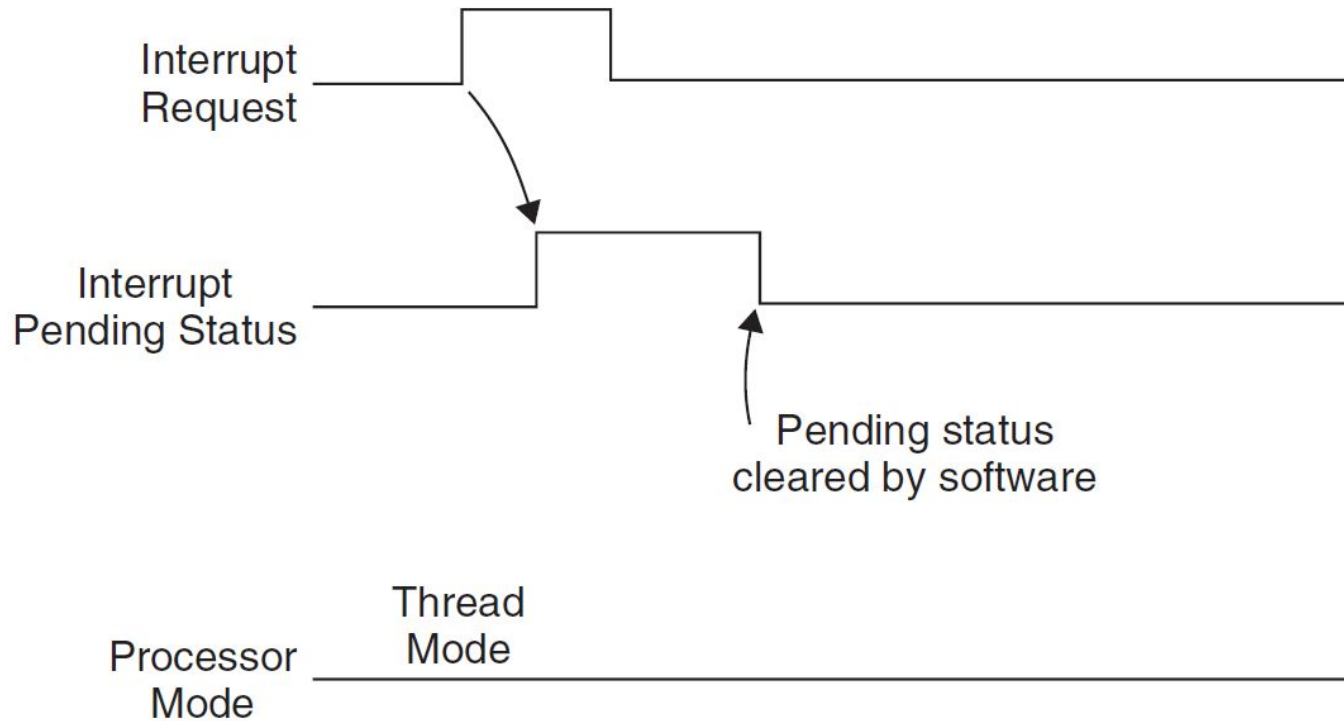 Interrupt
Request
Interrupt
Pending Status
Pending status
cleared by software
Thread
Mode
Processor
Mode